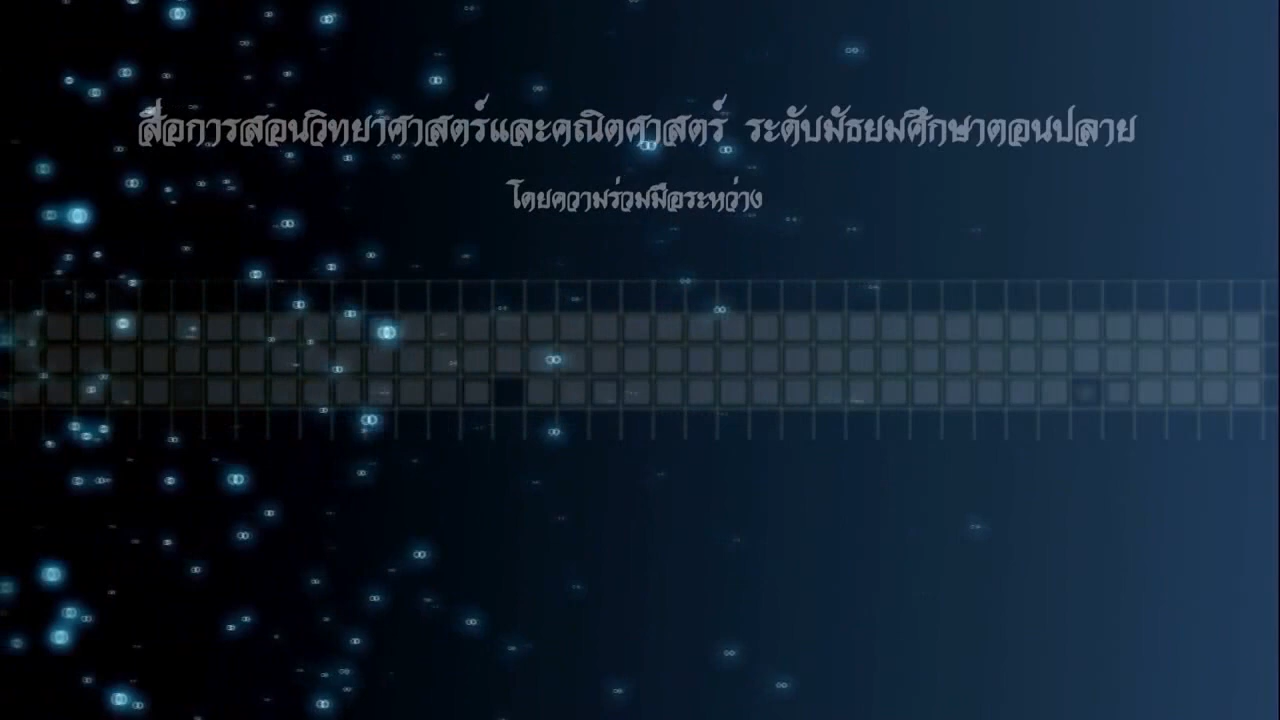 สื่อการสอนวิทยาศาสตร์และคณิตศาสตร์ ระดับมัธยมศึกษาตอนปลาย
โดยความร่วมมือระหว่าง